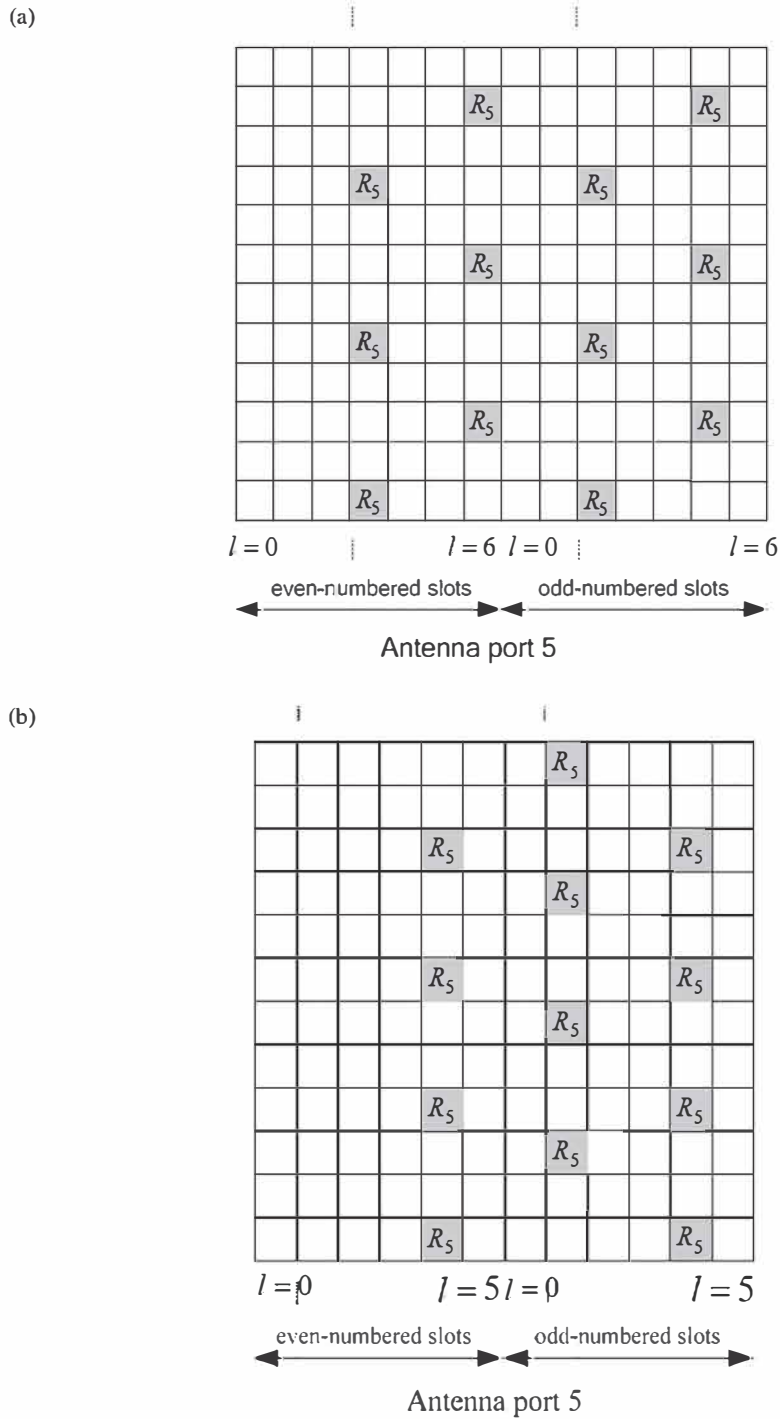 (a)
R5 R5
R5 R5
R5 R5
R5 R5
R5 R5
R5 R5
l = 0 l = 6 l = 0 l = 6
even-numbered slots odd-numbered slots
Antenna port 5
(b)
R5
R5 R5
R5
R5 R5
R5
R5 R5
R5
R5 R5
l = 0 l = 5 l = 0 l = 5
even-numbered slots odd-numbered slots
Antenna port 5